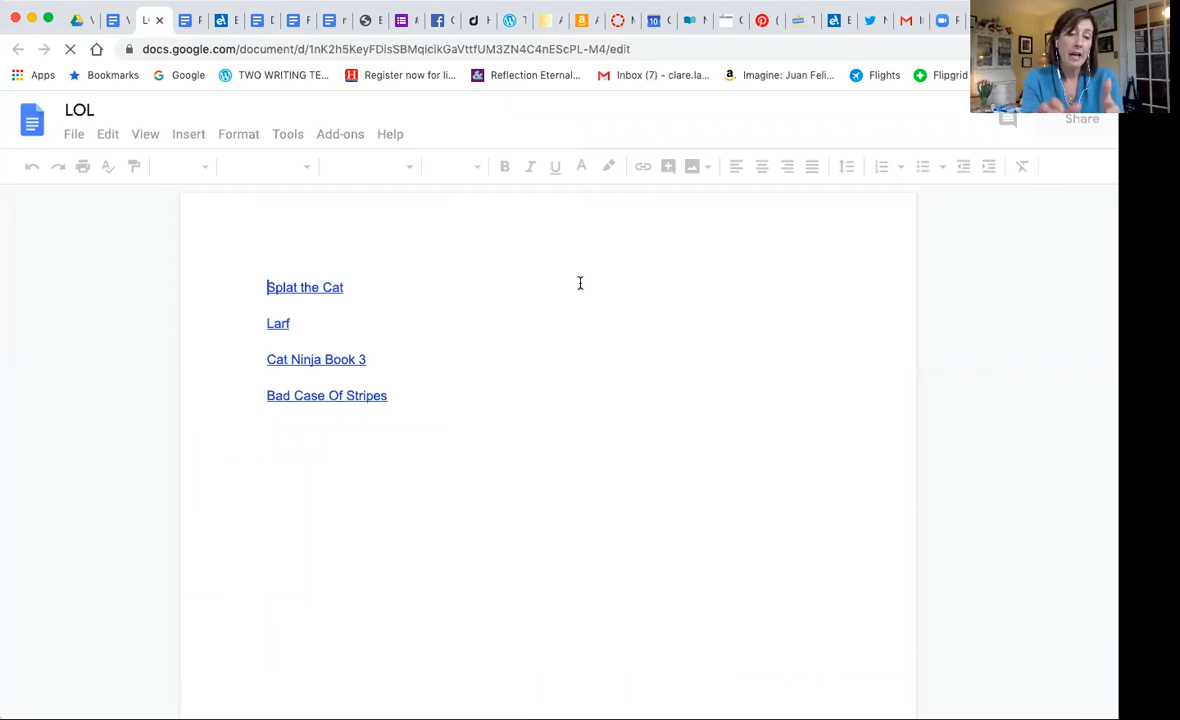 docs.google.com/document/d/1nK2h5KeyFDisSBMqicikGaVttfUM3ZN4C4nEScPL-M4/edit
Apps Bookmarks Google TWO WRITING TE... Register now for li... Reflection Eternal... Inbox (7) – clare.la... Imagine: Juan Feli... Flights Flipgrid
LOL
File Edit View Insert Format Tools Add-ons Help
Share
B I U A
Splat the Cat
Larf
Cat Ninja Book 3
Bad Case Of Stripes